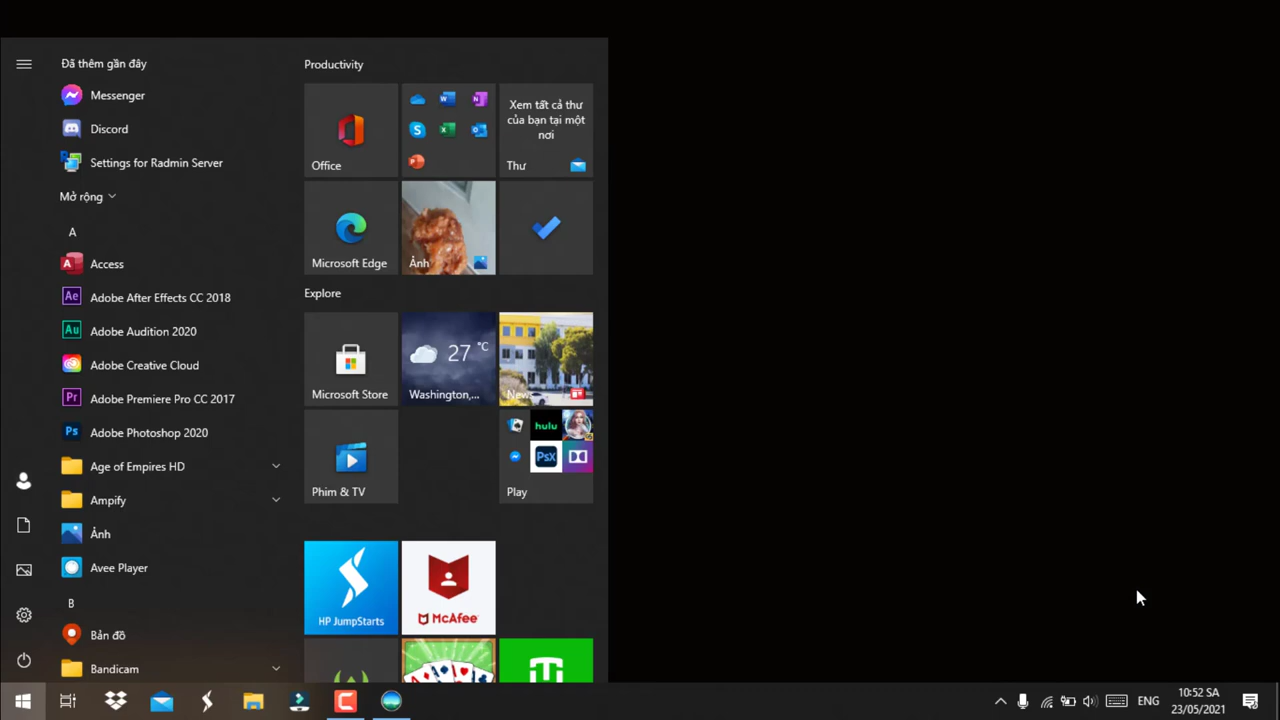 Đã thêm gần đây
Messenger
Discord
Settings for Radmin Server
Mở rộng
A
Access
Adobe After Effects CC 2018
Adobe Audition 2020
Adobe Creative Cloud
Adobe Premiere Pro CC 2017
Adobe Photoshop 2020
Age of Empires HD
Ampify
Ảnh
Avee Player
B
Bản đồ
Bandicam
Productivity
Office
Xem tất cả thư
của bạn tại một
nơi
Thư
Microsoft Edge
Ảnh
Explore
Microsoft Store
27 °C
Washington,...
News
Phim & TV
hulu
PsX
Play
HP JumpStarts
McAfee
ENG
10:52 SA
23/05/2021